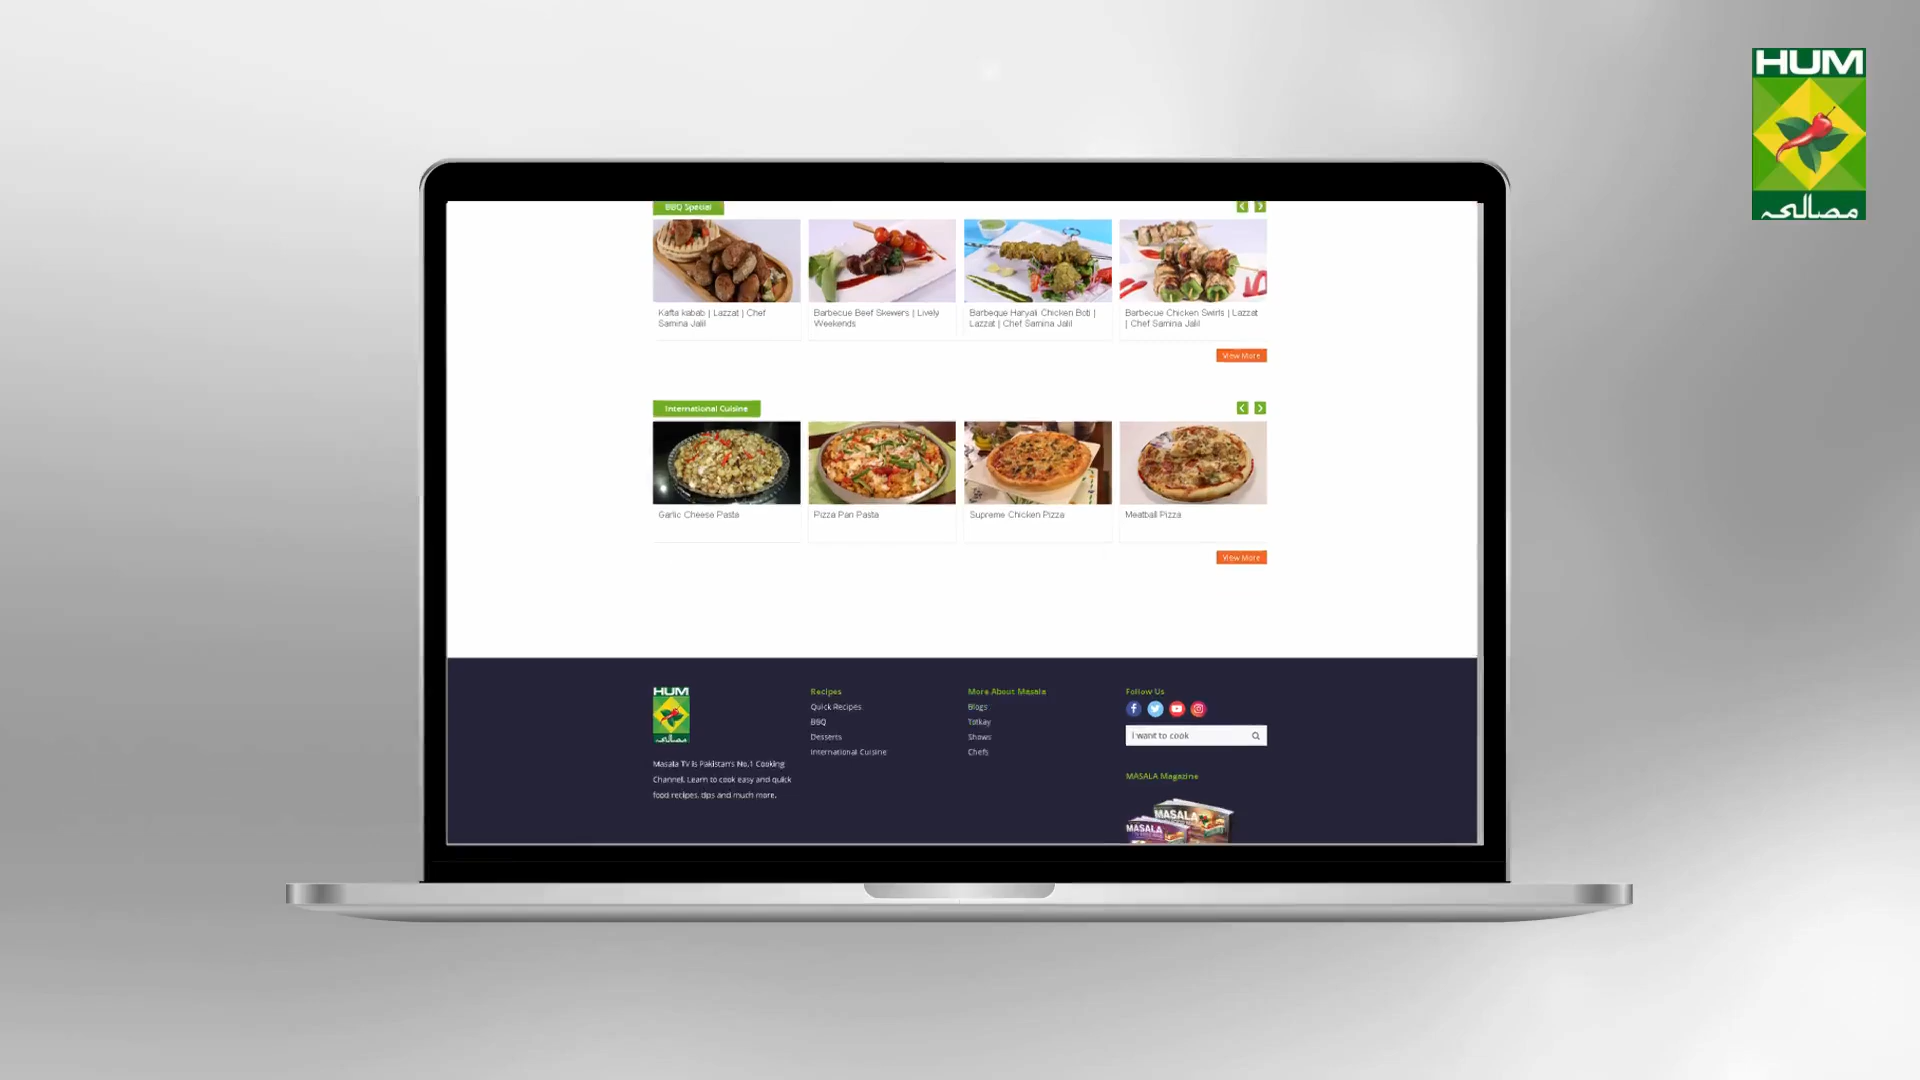 HUM
مصالحہ
BBQ Special
Kafta kabab | Lazzat | Chef
Samina Jalil
Barbecue Beef Skewers | Lively
Weekends
Barbeque Haryali Chicken Boti |
Lazzat | Chef Samina Jalil
Barbecue Chicken Swirls | Lazzat
| Chef Samina Jalil
View More
International Cuisine
Garlic Cheese Pasta
Pizza Pan Pasta
Supreme Chicken Pizza
Meatball Pizza
View More
HUM
مصالحہ
Masala TV is Pakistan's No.1 Cooking
Channel. Learn to cook easy and quick
food recipes, tips and much more.
Recipes
Quick Recipes
BBQ
Desserts
International Cuisine
More About Masala
Blogs
Totkay
Shows
Chefs
Follow Us
I want to cook
MASALA Magazine
MASALA
MASALA